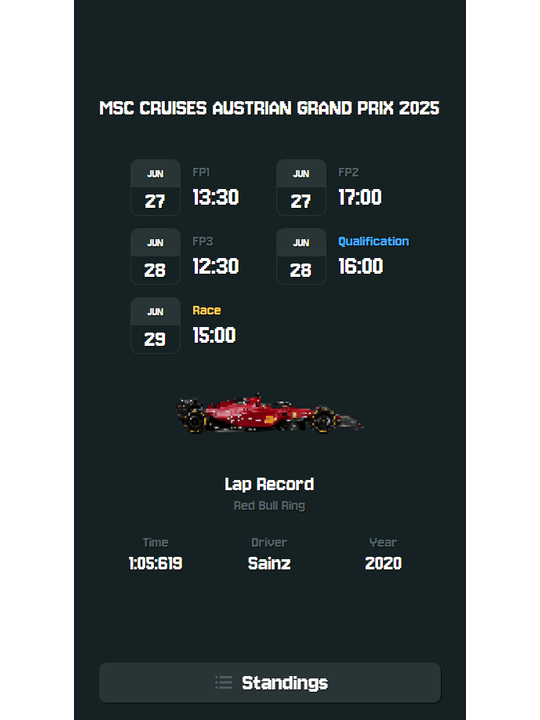 MSC CRUISES AUSTRIAN GRAND PRIX 2025
JUN
27
FP1
13:30
JUN
27
FP2
17:00
JUN
28
FP3
12:30
JUN
28
Qualification
16:00
JUN
29
Race
15:00
Lap Record
Red Bull Ring
Time Driver Year
1:05:619 Sainz 2020
Standings